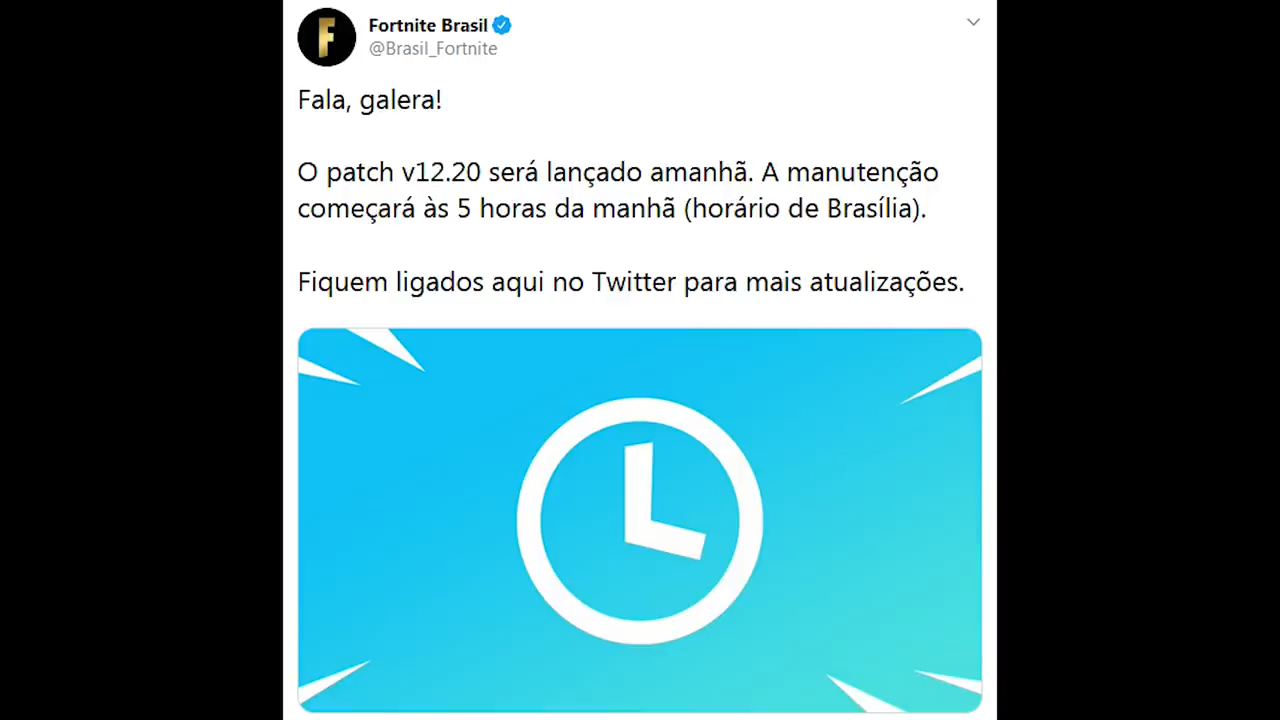 Fortnite Brasil
@Brasil_Fortnite
Fala, galera!
O patch v12.20 será lançado amanhã. A manutenção
começará às 5 horas da manhã (horário de Brasília).
Fiquem ligados aqui no Twitter para mais atualizações.